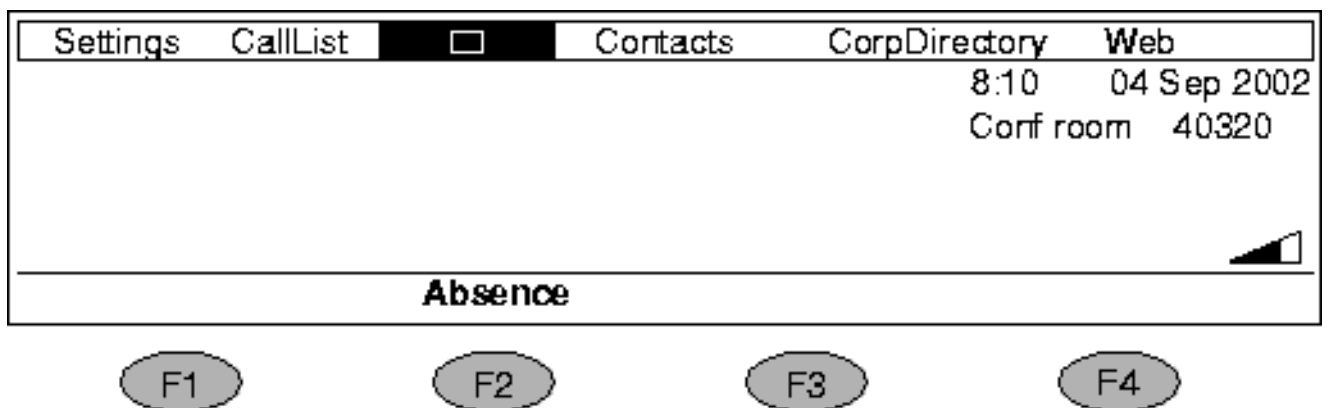 Settings CallList Contacts CorpDirectory Web
8:10 04 Sep 2002
Conf room 40320
Absence
F1 F2 F3 F4